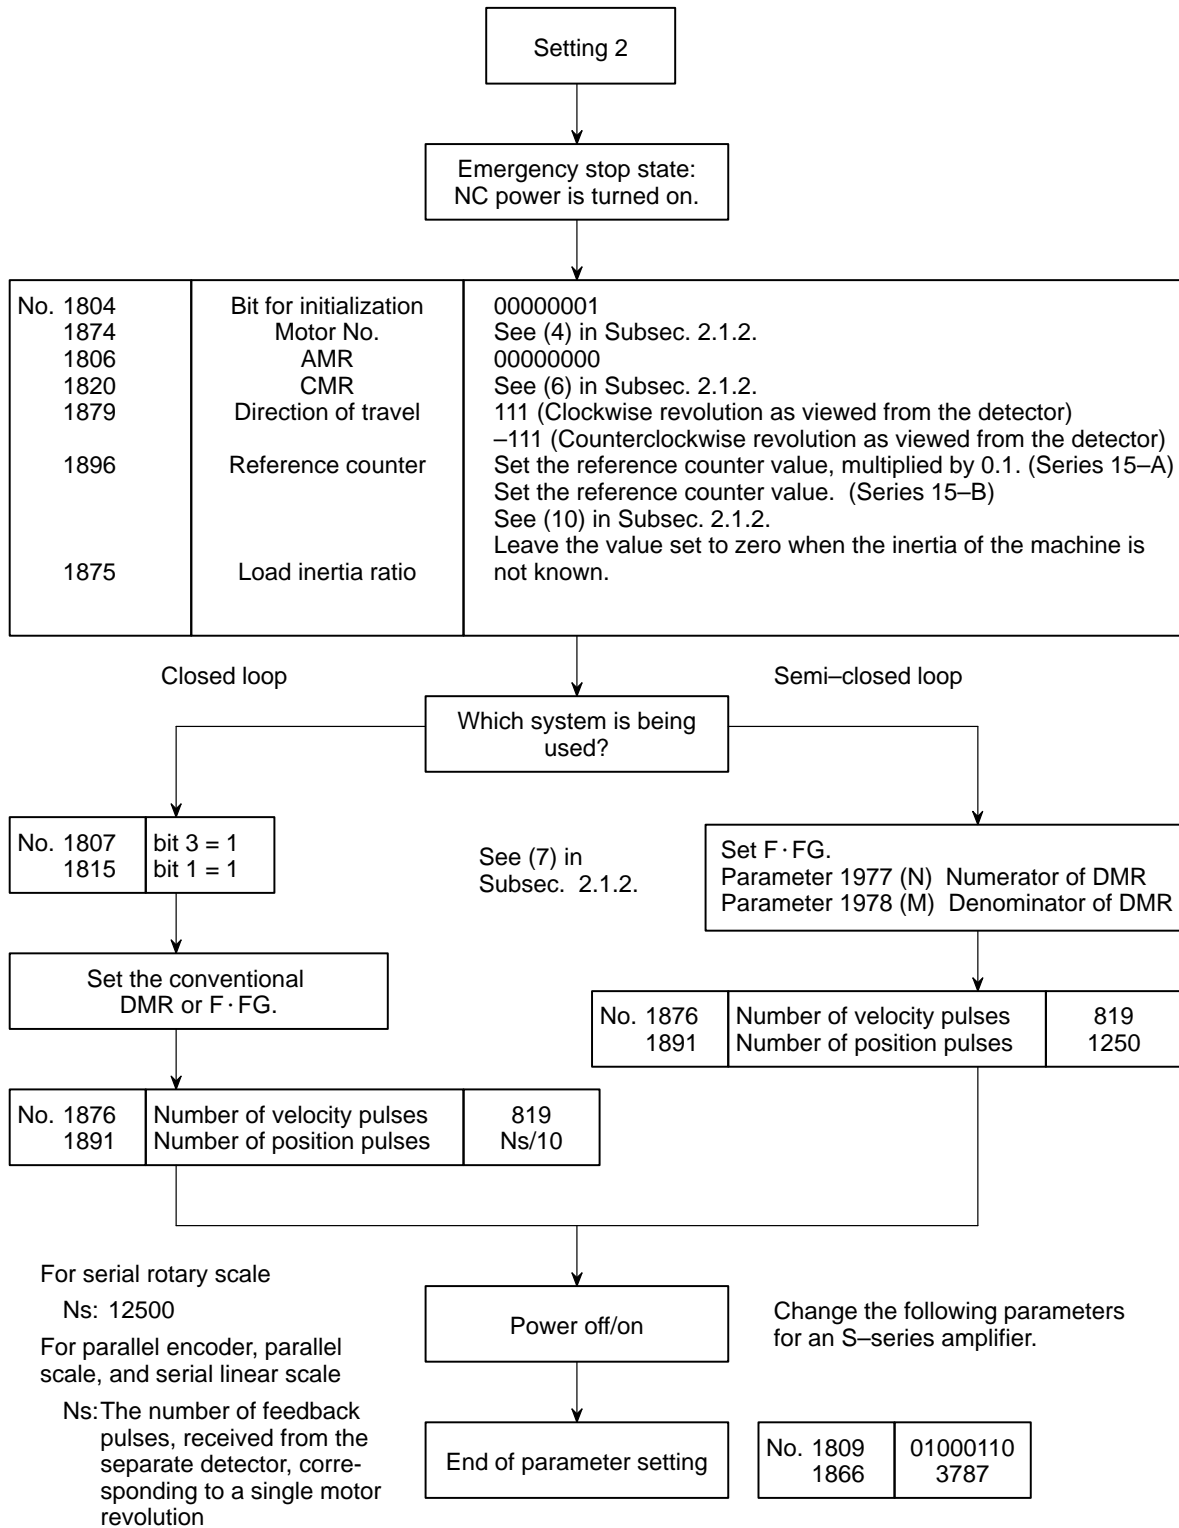 Setting 2
Emergency stop state:
NC power is turned on.
No. 1804 Bit for initialization 00000001
1874 Motor No. See (4) in Subsec. 2.1.2.
1806 AMR 00000000
1820 CMR See (6) in Subsec. 2.1.2.
1879 Direction of travel 111 (Clockwise revolution as viewed from the detector)
–111 (Counterclockwise revolution as viewed from the detector)
1896 Reference counter Set the reference counter value, multiplied by 0.1. (Series 15–A)
Set the reference counter value. (Series 15–B)
See (10) in Subsec. 2.1.2.
Leave the value set to zero when the inertia of the machine is
1875 Load inertia ratio not known.
Closed loop
Semi–closed loop
Which system is being
used?
No. 1807 bit 3 = 1
1815 bit 1 = 1
See (7) in
Subsec. 2.1.2.
Set F·FG.
Parameter 1977 (N) Numerator of DMR
Parameter 1978 (M) Denominator of DMR
Set the conventional
DMR or F·FG.
No. 1876 Number of velocity pulses 819
1891 Number of position pulses 1250
No. 1876 Number of velocity pulses 819
1891 Number of position pulses Ns/10
For serial rotary scale
Ns: 12500
For parallel encoder, parallel
scale, and serial linear scale
Ns: The number of feedback
pulses, received from the
separate detector, corre-
sponding to a single motor
revolution
Power off/on
Change the following parameters
for an S–series amplifier.
End of parameter setting
No. 1809 01000110
1866 3787